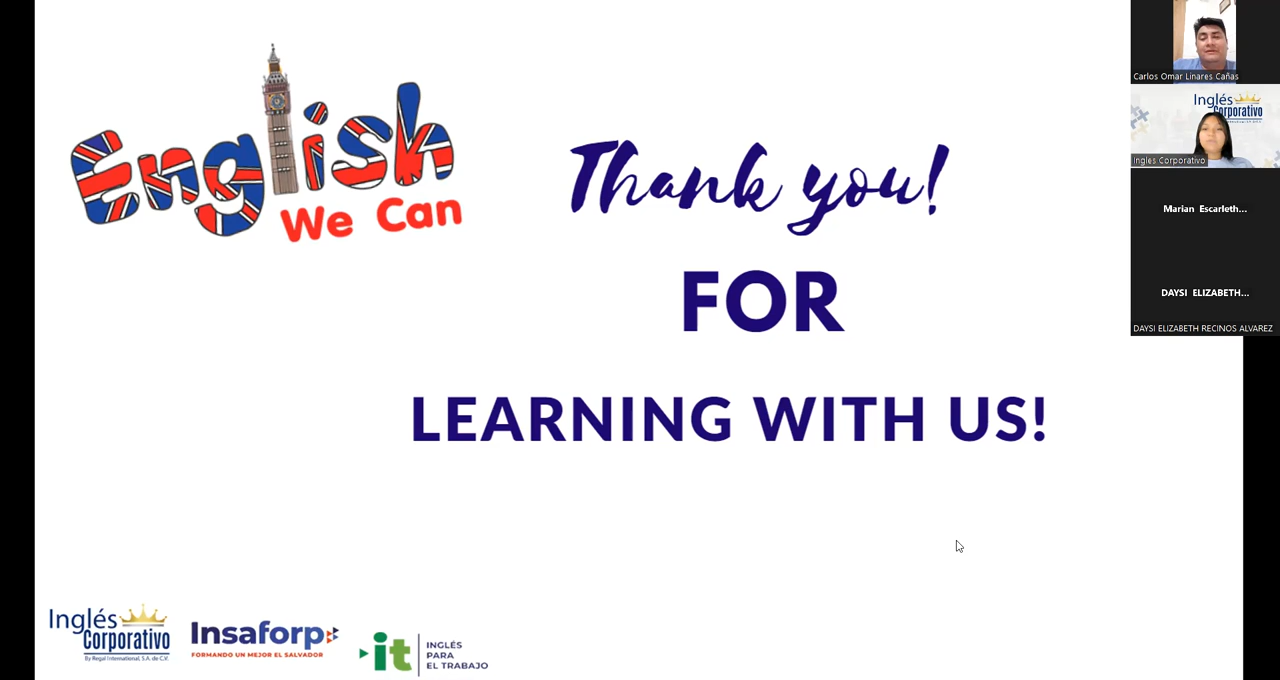 English
We Can
Thank you!
FOR
LEARNING WITH US!
Inglés
Corporativo
By Regal International, S.A. de C.V.
Insaforp
FORMANDO UN MEJOR EL SALVADOR
it
INGLÉS
PARA
EL TRABAJO
Carlos Omar Linares Cañas
Inglés
Corporativo
Ingles Corporativo
Marian Escarleth...
DAYSI ELIZABETH...
DAYSI ELIZABETH RECINOS ALVAREZ